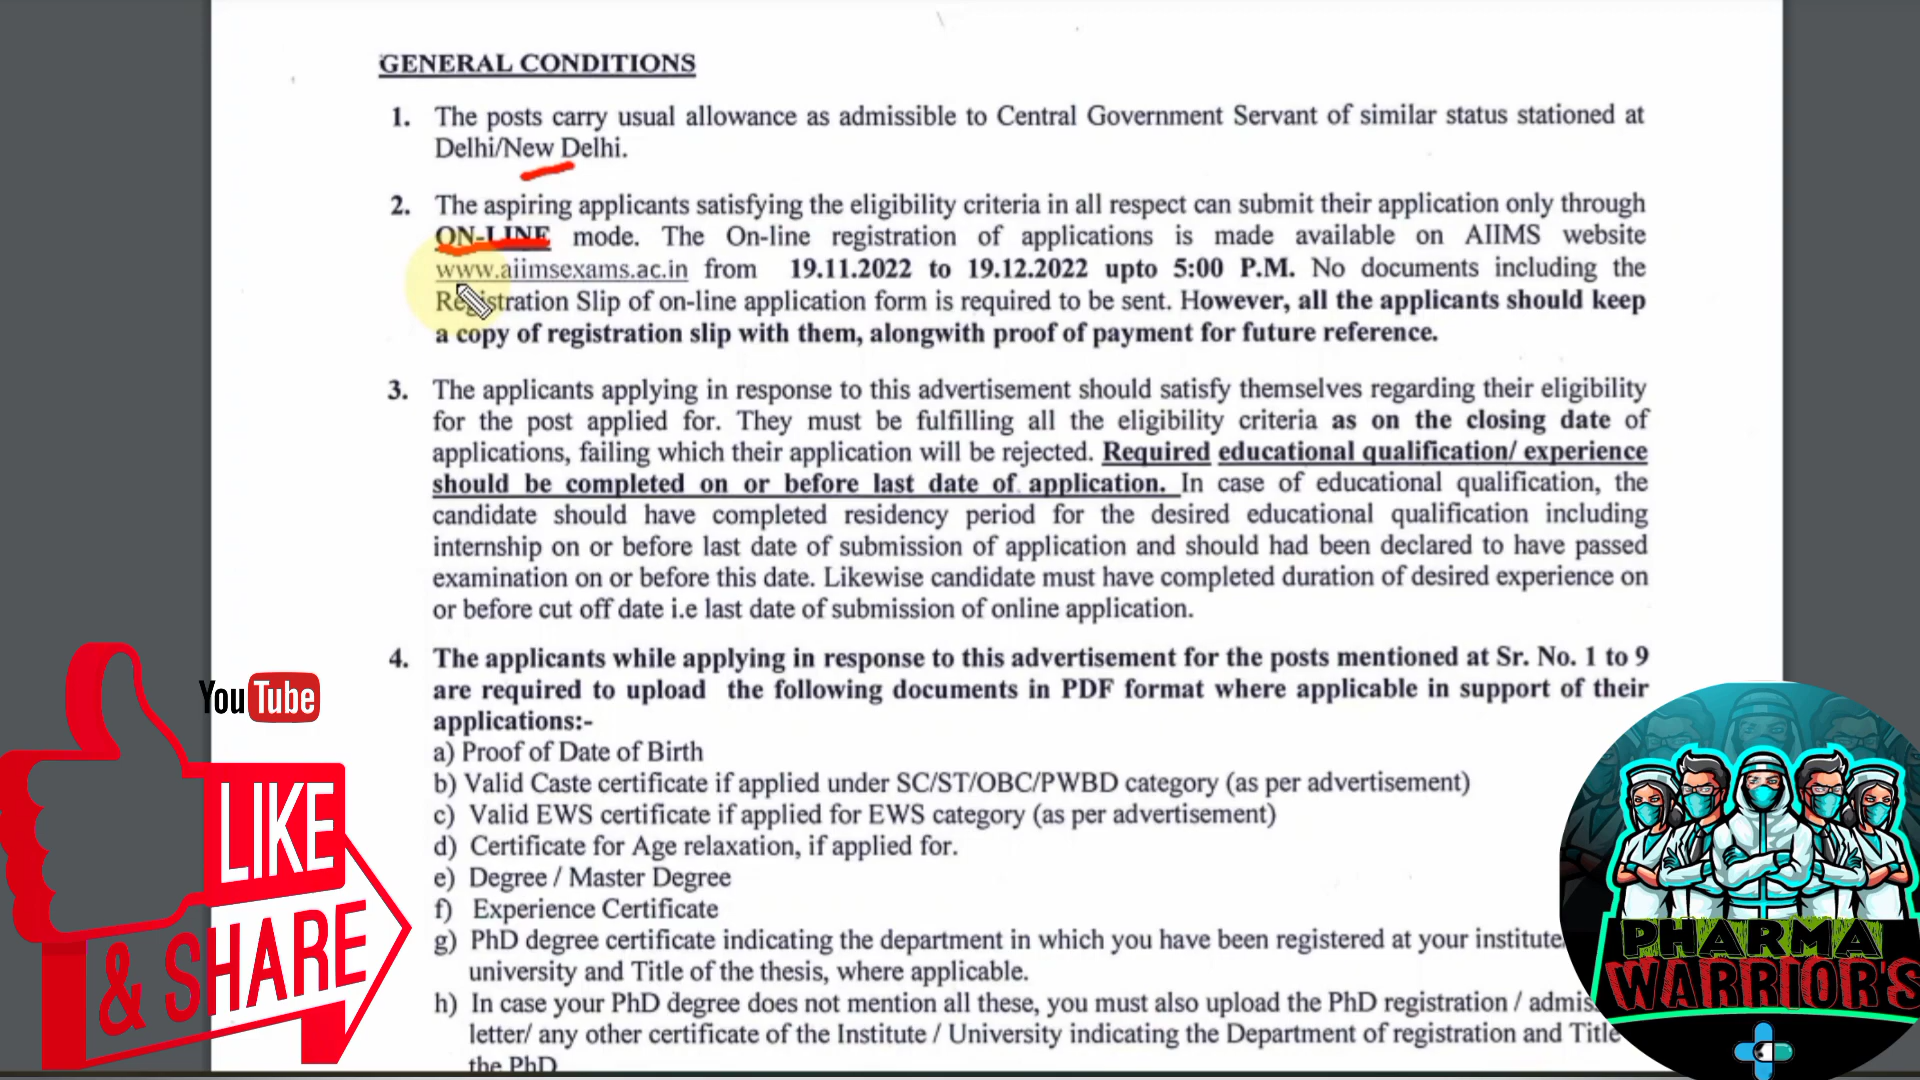 GENERAL CONDITIONS
1. The posts carry usual allowance as admissible to Central Government Servant of similar status stationed at
Delhi/New Delhi.
2. The aspiring applicants satisfying the eligibility criteria in all respect can submit their application only through
ON-LINE mode. The On-line registration of applications is made available on AIIMS website
www.aiimsexams.ac.in from 19.11.2022 to 19.12.2022 upto 5:00 P.M. No documents including the
Registration Slip of on-line application form is required to be sent. However, all the applicants should keep
a copy of registration slip with them, alongwith proof of payment for future reference.
3. The applicants applying in response to this advertisement should satisfy themselves regarding their eligibility
for the post applied for. They must be fulfilling all the eligibility criteria as on the closing date of
applications, failing which their application will be rejected. Required educational qualification/ experience
should be completed on or before last date of application. In case of educational qualification, the
candidate should have completed residency period for the desired educational qualification including
internship on or before last date of submission of application and should had been declared to have passed
examination on or before this date. Likewise candidate must have completed duration of desired experience on
or before cut off date i.e last date of submission of online application.
4. The applicants while applying in response to this advertisement for the posts mentioned at Sr. No. 1 to 9
are required to upload the following documents in PDF format where applicable in support of their
applications:-
a) Proof of Date of Birth
b) Valid Caste certificate if applied under SC/ST/OBC/PWBD category (as per advertisement)
c) Valid EWS certificate if applied for EWS category (as per advertisement)
d) Certificate for Age relaxation, if applied for.
e) Degree / Master Degree
f) Experience Certificate
g) PhD degree certificate indicating the department in which you have been registered at your institute
university and Title of the thesis, where applicable.
h) In case your PhD degree does not mention all these, you must also upload the PhD registration / admis
letter/ any other certificate of the Institute / University indicating the Department of registration and Title
the PhD
YouTube
LIKE
& SHARE
PHARMA
WARRIOR'S